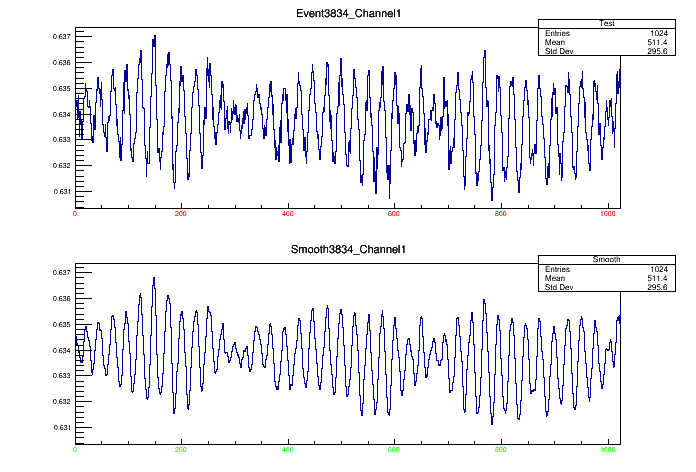 Event3834_Channel1
Test
Entries 1024
Mean 511.4
Std Dev 295.6
0.637
0.636
0.635
0.634
0.633
0.632
0.631
0 200 400 600 800 1000
Smooth3834_Channel1
Smooth
Entries 1024
Mean 511.4
Std Dev 295.6
0.637
0.636
0.635
0.634
0.633
0.632
0.631
0 200 400 600 800 1000